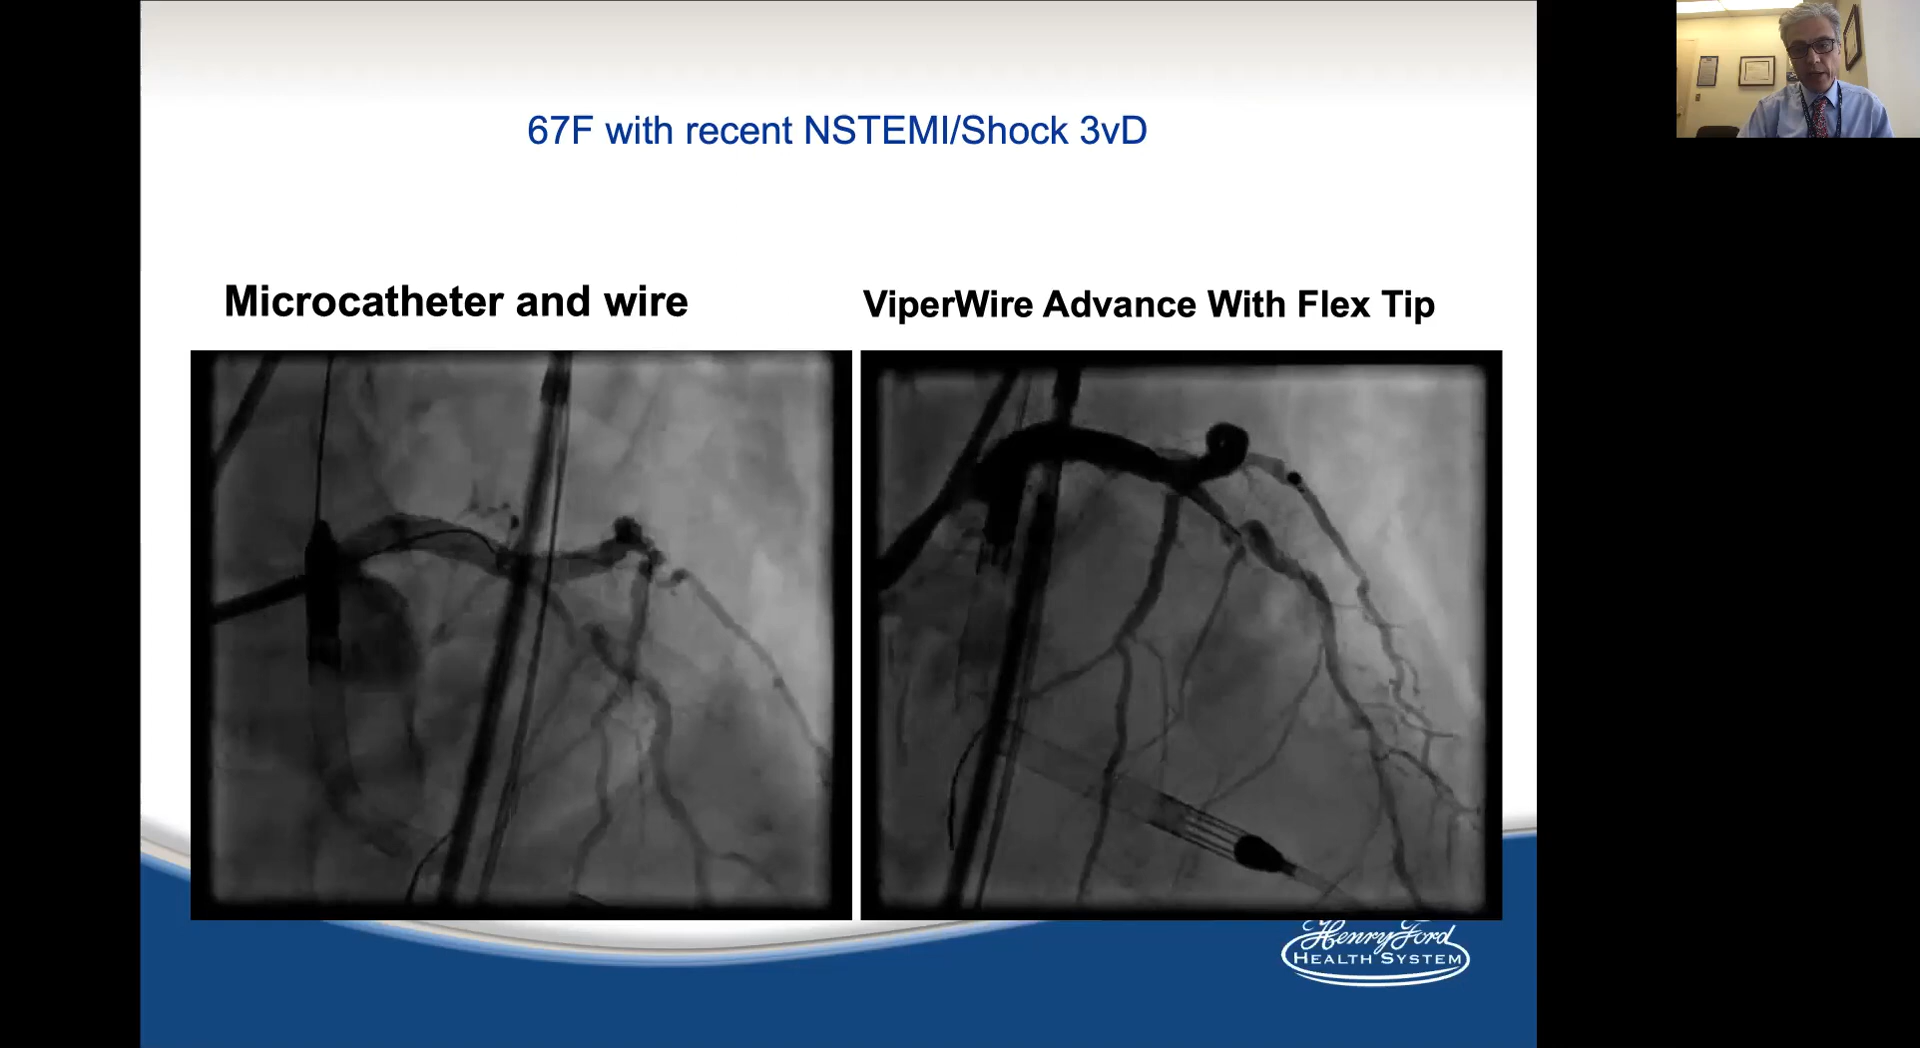 67F with recent NSTEMI/Shock 3vD
Microcatheter and wire
ViperWire Advance With Flex Tip
Henry Ford
HEALTH SYSTEM